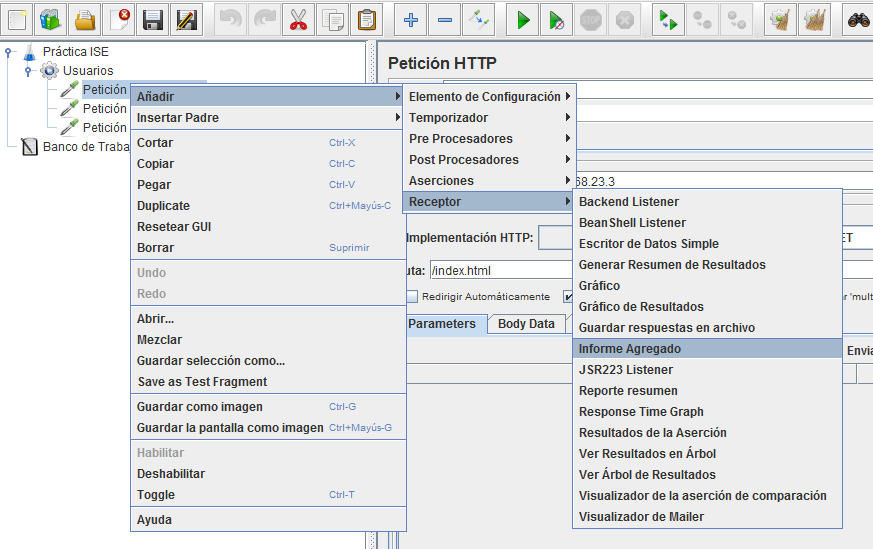 STOP
Práctica ISE
Usuarios
Petición
Petición
Petición
Banco de Traba
Añadir
Insertar Padre
Cortar Ctrl-X
Copiar Ctrl-C
Pegar Ctrl-V
Duplicate Ctrl+Mayús-C
Resetear GUI
Borrar Suprimir
Undo
Redo
Abrir...
Mezclar
Guardar selección como...
Save as Test Fragment
Guardar como imagen Ctrl-G
Guardar la pantalla como imagen Ctrl+Mayús-G
Habilitar
Deshabilitar
Toggle Ctrl-T
Ayuda
Elemento de Configuración
Temporizador
Pre Procesadores
Post Procesadores
Aserciones
Receptor
Backend Listener
BeanShell Listener
Escritor de Datos Simple
Generar Resumen de Resultados
Gráfico
Gráfico de Resultados
Guardar respuestas en archivo
Informe Agregado
JSR223 Listener
Reporte resumen
Response Time Graph
Resultados de la Aserción
Ver Resultados en Árbol
Ver Árbol de Resultados
Visualizador de la aserción de comparación
Visualizador de Mailer
Petición HTTP
68.23.3
Implementación HTTP:
ET
uta: /index.html
Redirigir Automáticamente
ar 'mult
Parameters Body Data
Envia